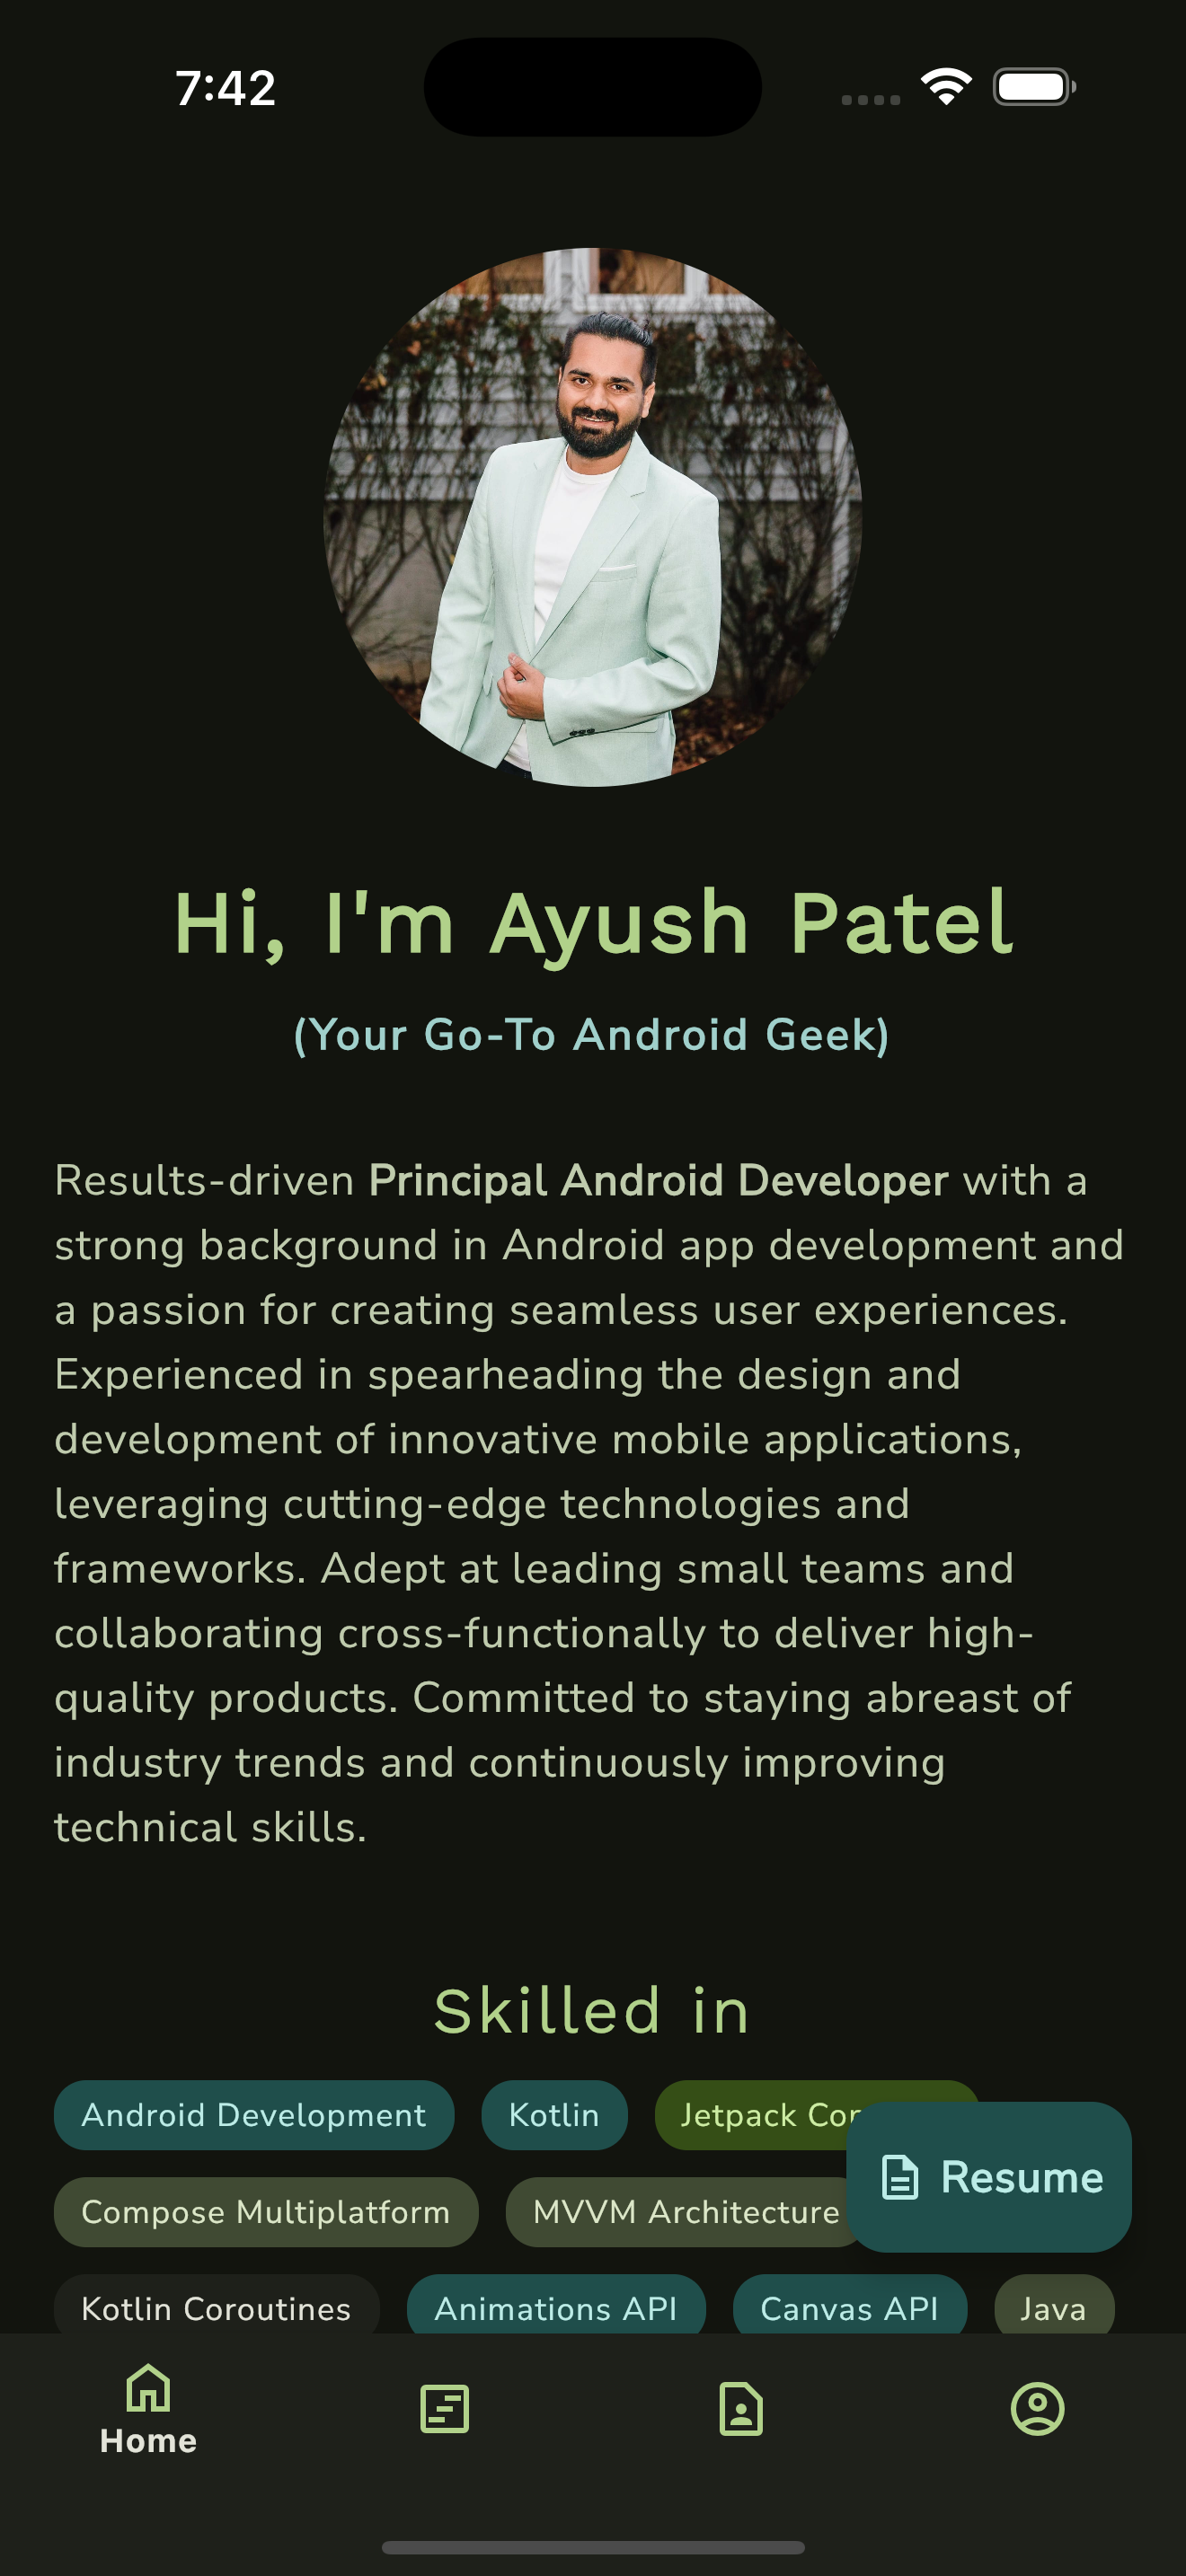 7:42
Hi, I'm Ayush Patel
(Your Go-To Android Geek)
Results-driven Principal Android Developer with a
strong background in Android app development and
a passion for creating seamless user experiences.
Experienced in spearheading the design and
development of innovative mobile applications,
leveraging cutting-edge technologies and
frameworks. Adept at leading small teams and
collaborating cross-functionally to deliver high-
quality products. Committed to staying abreast of
industry trends and continuously improving
technical skills.
Skilled in
Android Development Kotlin Jetpack
Resume
Compose Multiplatform MVVM Architecture
Kotlin Coroutines Animations API Canvas API Java
Home